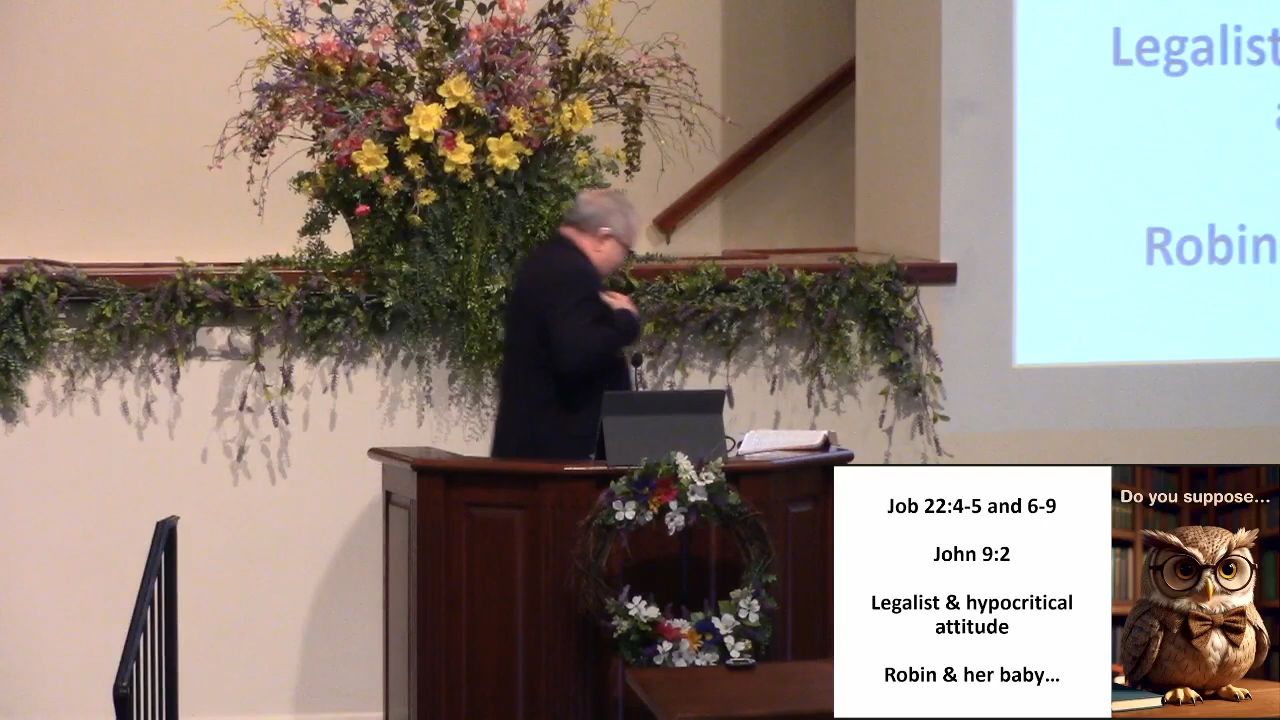 Legalist
Robin
Job 22:4-5 and 6-9
John 9:2
Legalist & hypocritical
attitude
Robin & her baby...
Do you suppose...